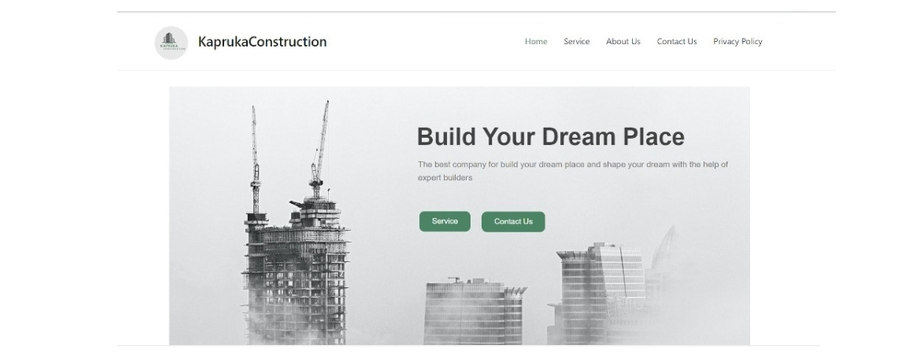 KAPRUKA
KaprukaConstruction
Home Service About Us Contact Us Privacy Policy
Build Your Dream Place
The best company for build your dream place and shape your dream with the help of
expert builders
Service Contact Us